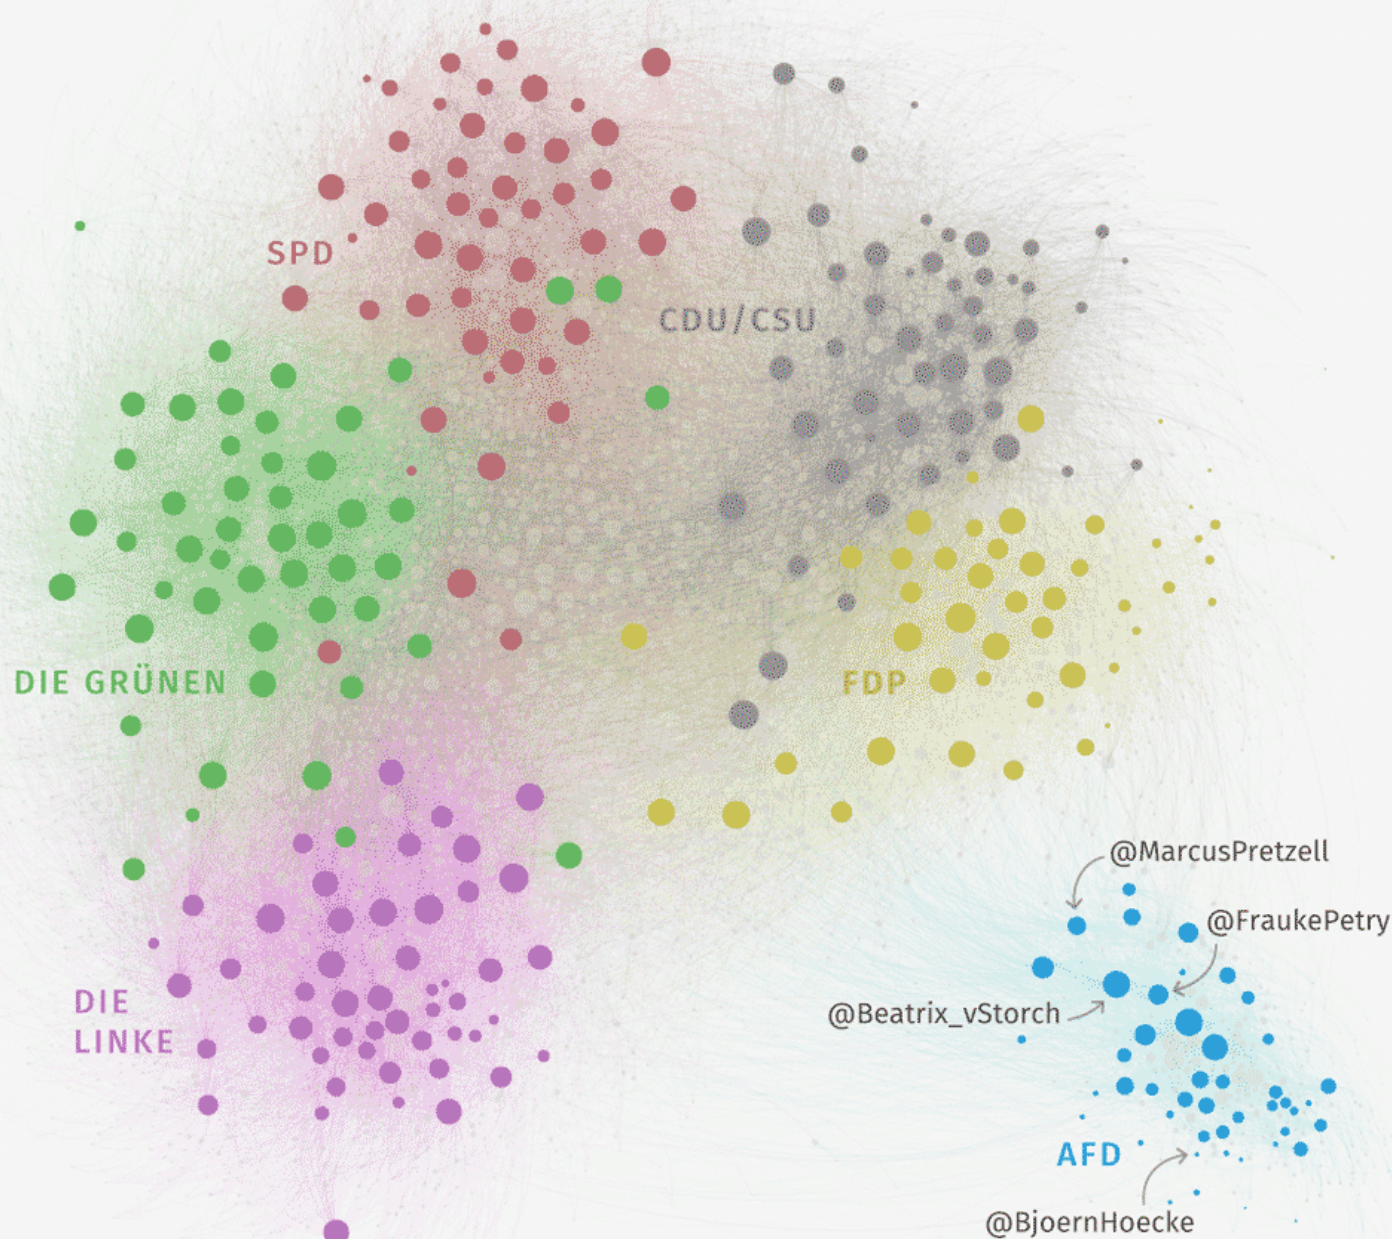 SPD
CDU/CSU
DIE GRÜNEN
FDP
@MarcusPretzell
@FraukePetry
@Beatrix_vStorch
DIE
LINKE
AFD
@BjoernHoecke